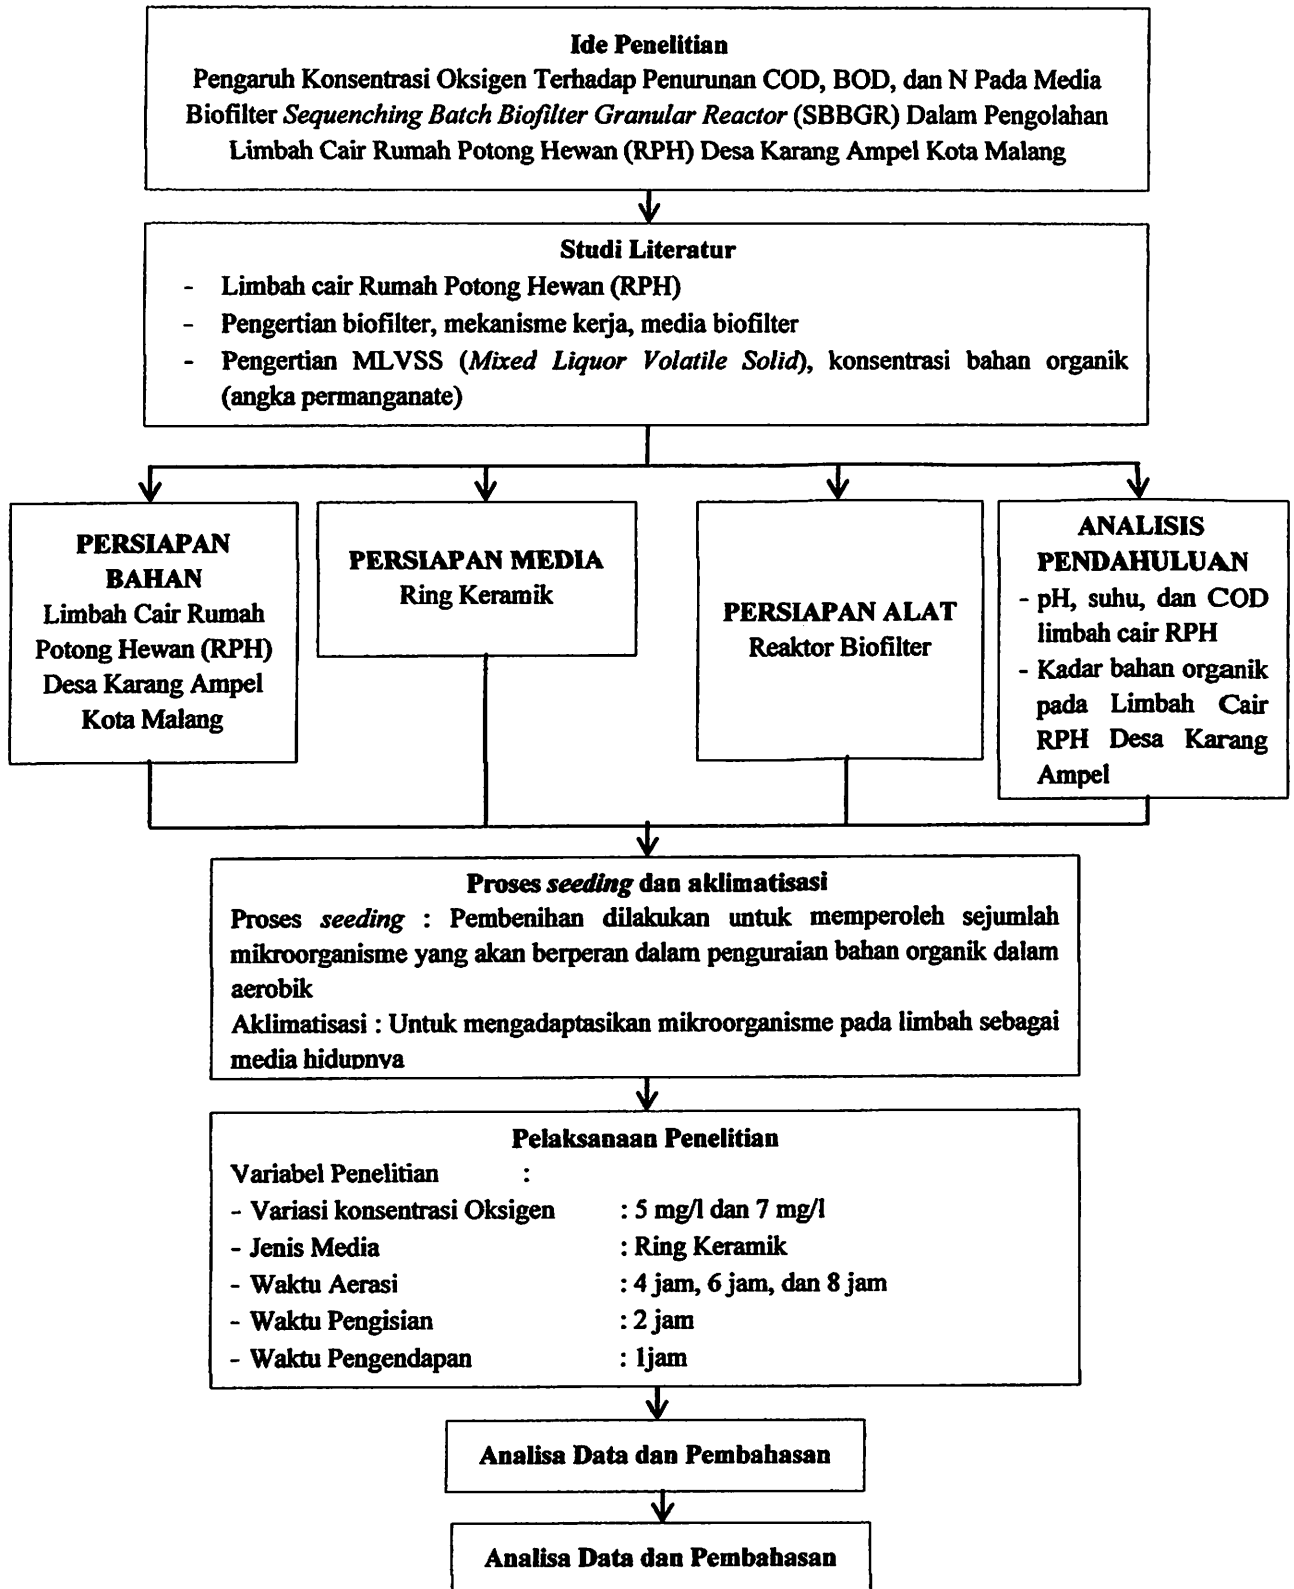 Ide Penelitian
Pengaruh Konsentrasi Oksigen Terhadap Penurunan COD, BOD, dan N Pada Media
Biofilter Sequenching Batch Biofilter Granular Reactor (SBBGR) Dalam Pengolahan
Limbah Cair Rumah Potong Hewan (RPH) Desa Karang Ampel Kota Malang
Studi Literatur
- Limbah cair Rumah Potong Hewan (RPH)
- Pengertian biofilter, mekanisme kerja, media biofilter
- Pengertian MLVSS (Mixed Liquor Volatile Solid), konsentrasi bahan organik
(angka permanganate)
PERSIAPAN
BAHAN
Limbah Cair Rumah
Potong Hewan (RPH)
Desa Karang Ampel
Kota Malang
PERSIAPAN MEDIA
Ring Keramik
PERSIAPAN ALAT
Reaktor Biofilter
ANALISIS
PENDAHULUAN
- pH, suhu, dan COD
limbah cair RPH
- Kadar bahan organik
pada Limbah Cair
RPH Desa Karang
Ampel
Proses seeding dan aklimatisasi
Proses seeding : Pembenihan dilakukan untuk memperoleh sejumlah
mikroorganisme yang akan berperan dalam penguraian bahan organik dalam
aerobik
Aklimatisasi : Untuk mengadaptasikan mikroorganisme pada limbah sebagai
media hidupnya
Pelaksanaan Penelitian
Variabel Penelitian :
- Variasi konsentrasi Oksigen : 5 mg/l dan 7 mg/l
- Jenis Media : Ring Keramik
- Waktu Aerasi : 4 jam, 6 jam, dan 8 jam
- Waktu Pengisian : 2 jam
- Waktu Pengendapan : 1jam
Analisa Data dan Pembahasan
Analisa Data dan Pembahasan